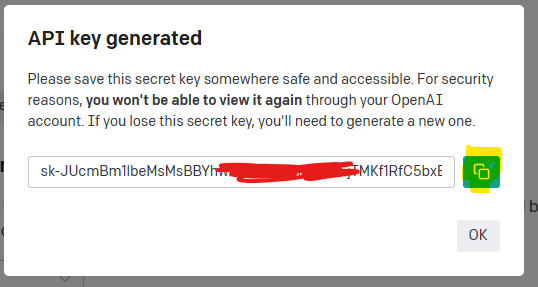 API key generated
Please save this secret key somewhere safe and accessible. For security
reasons, you won't be able to view it again through your OpenAI
account. If you lose this secret key, you'll need to generate a new one.
sk-JUcmBm1lbeMsMsBBYh TMKf1RfC5bxE
OK
b